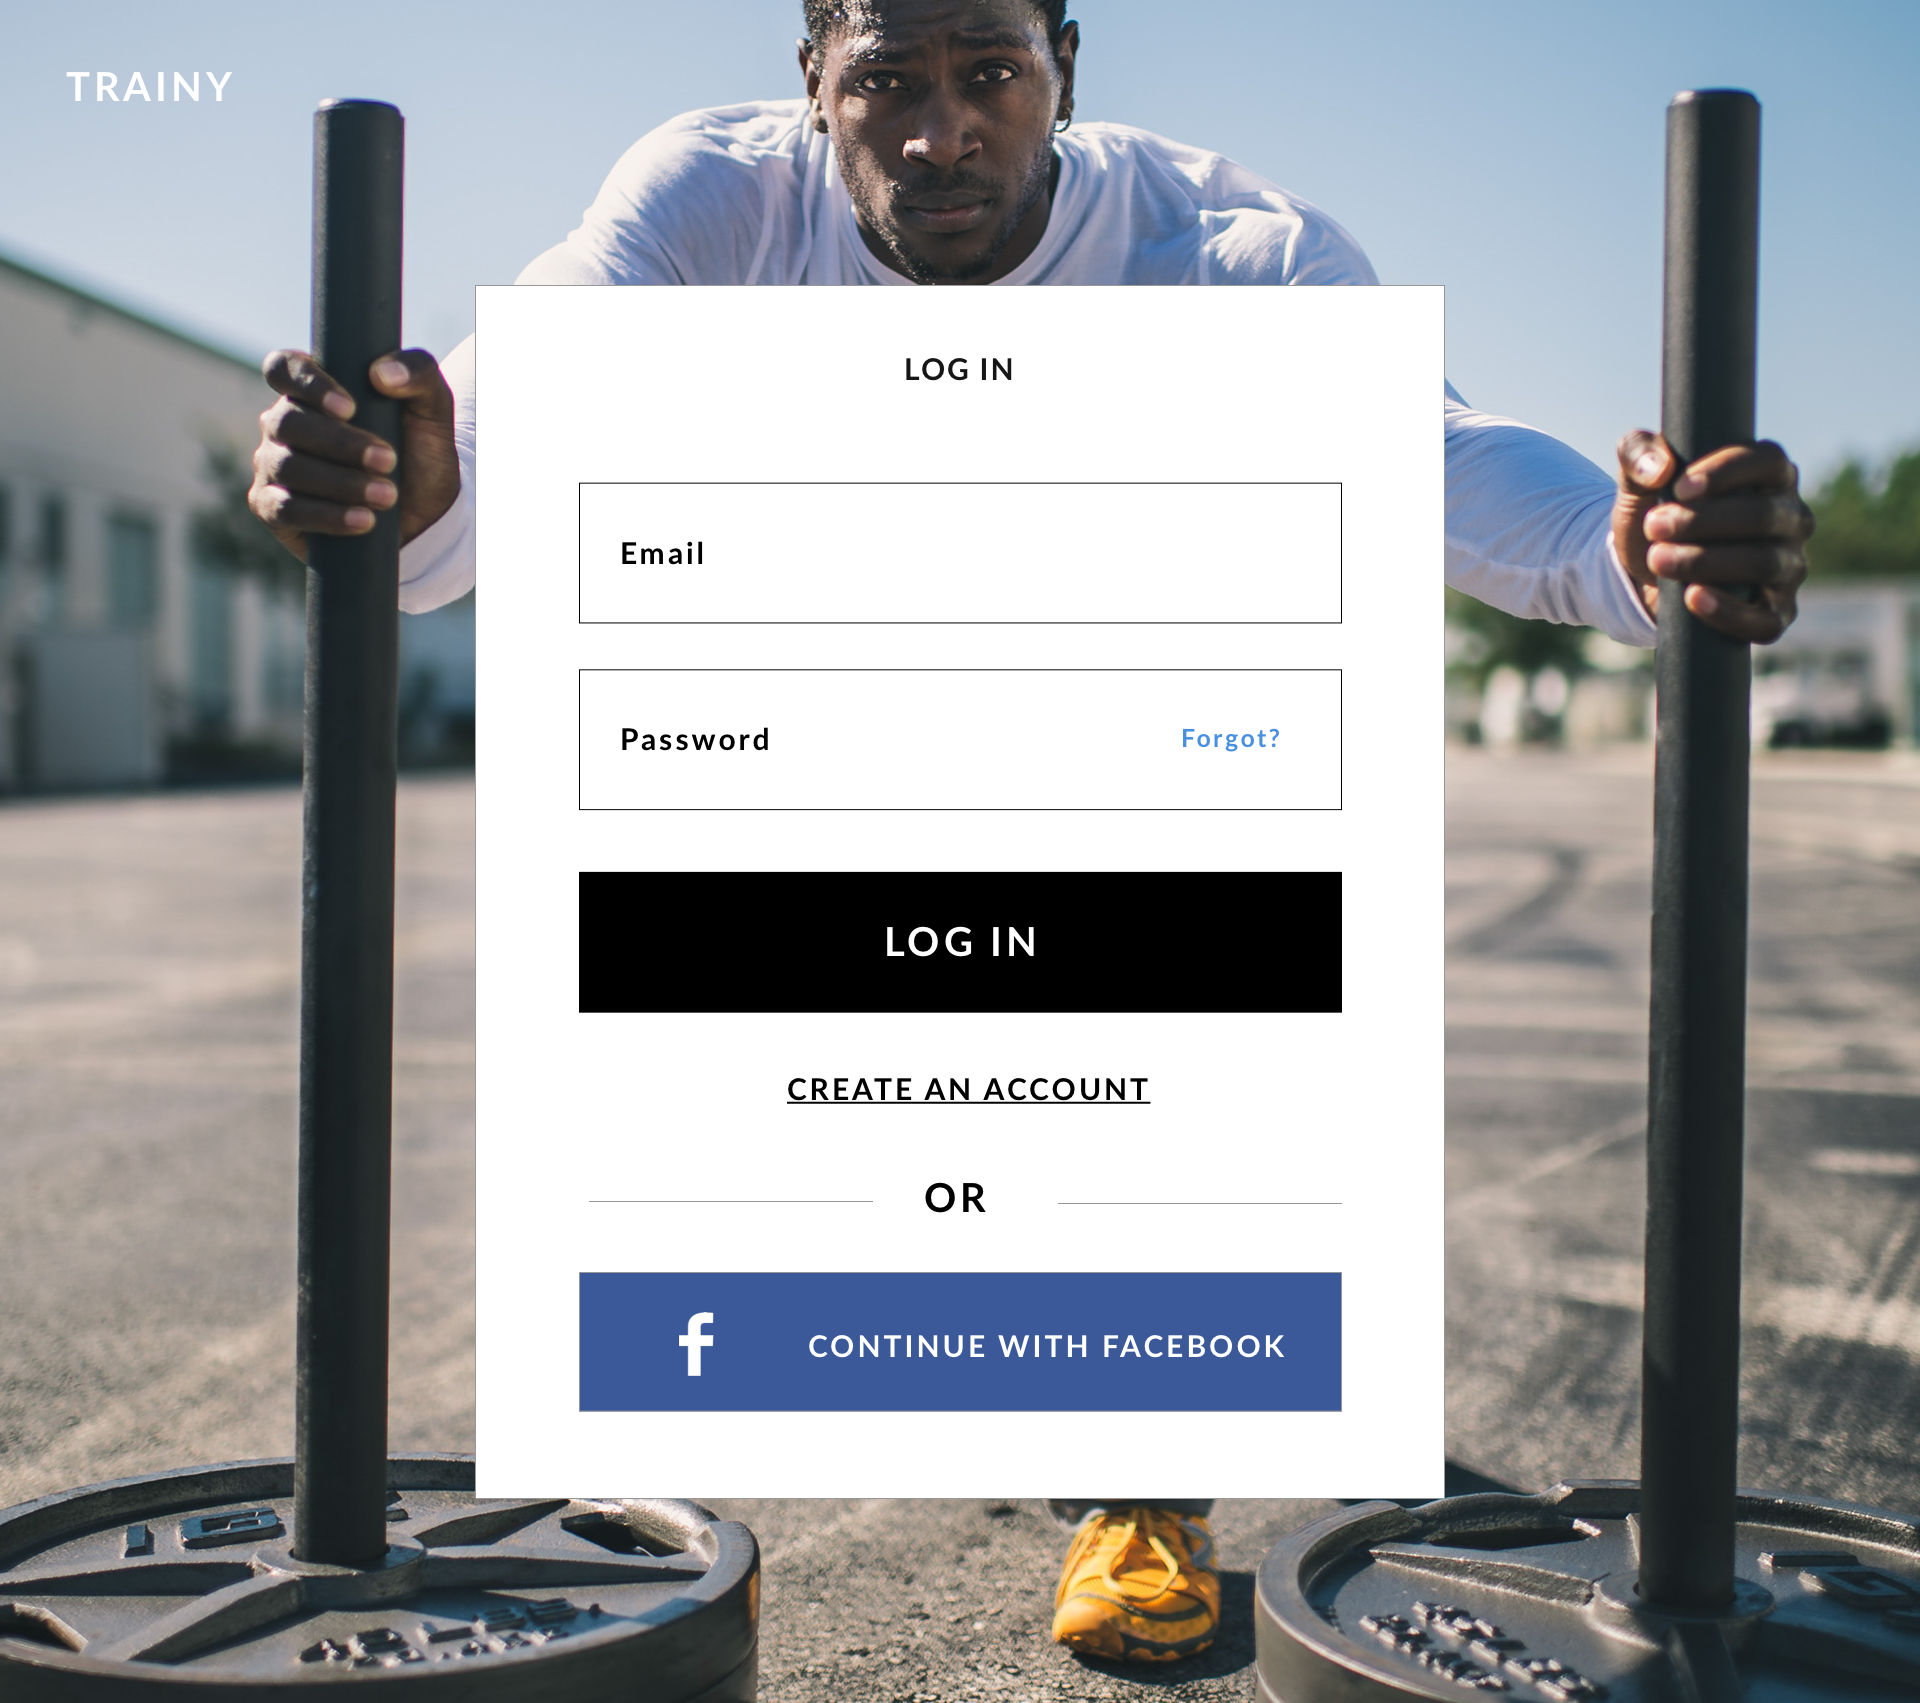 TRAINY
LOG IN
Email
Password
Forgot?
LOG IN
CREATE AN ACCOUNT
OR
f
CONTINUE WITH FACEBOOK